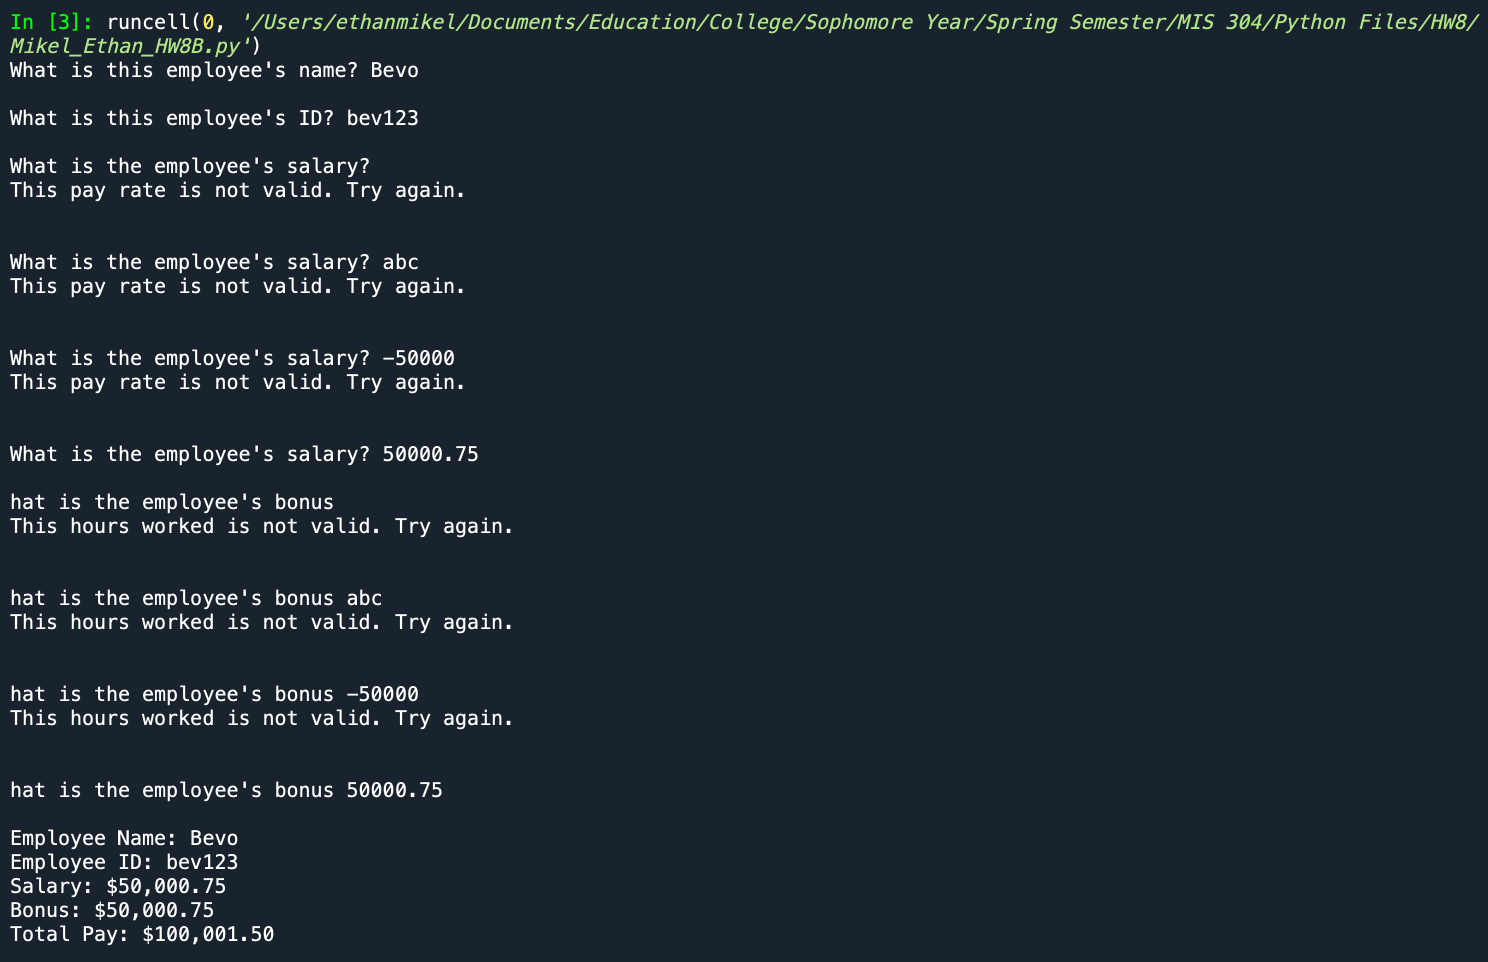 In [3]: runcell(0, '/Users/ethanmikel/Documents/Education/College/Sophomore Year/Spring Semester/MIS 304/Python Files/HW8/
Mikel_Ethan_HW8B.py')
What is this employee's name? Bevo
What is this employee's ID? bev123
What is the employee's salary?
This pay rate is not valid. Try again.
What is the employee's salary? abc
This pay rate is not valid. Try again.
What is the employee's salary? -50000
This pay rate is not valid. Try again.
What is the employee's salary? 50000.75
hat is the employee's bonus
This hours worked is not valid. Try again.
hat is the employee's bonus abc
This hours worked is not valid. Try again.
hat is the employee's bonus -50000
This hours worked is not valid. Try again.
hat is the employee's bonus 50000.75
Employee Name: Bevo
Employee ID: bev123
Salary: $50,000.75
Bonus: $50,000.75
Total Pay: $100,001.50